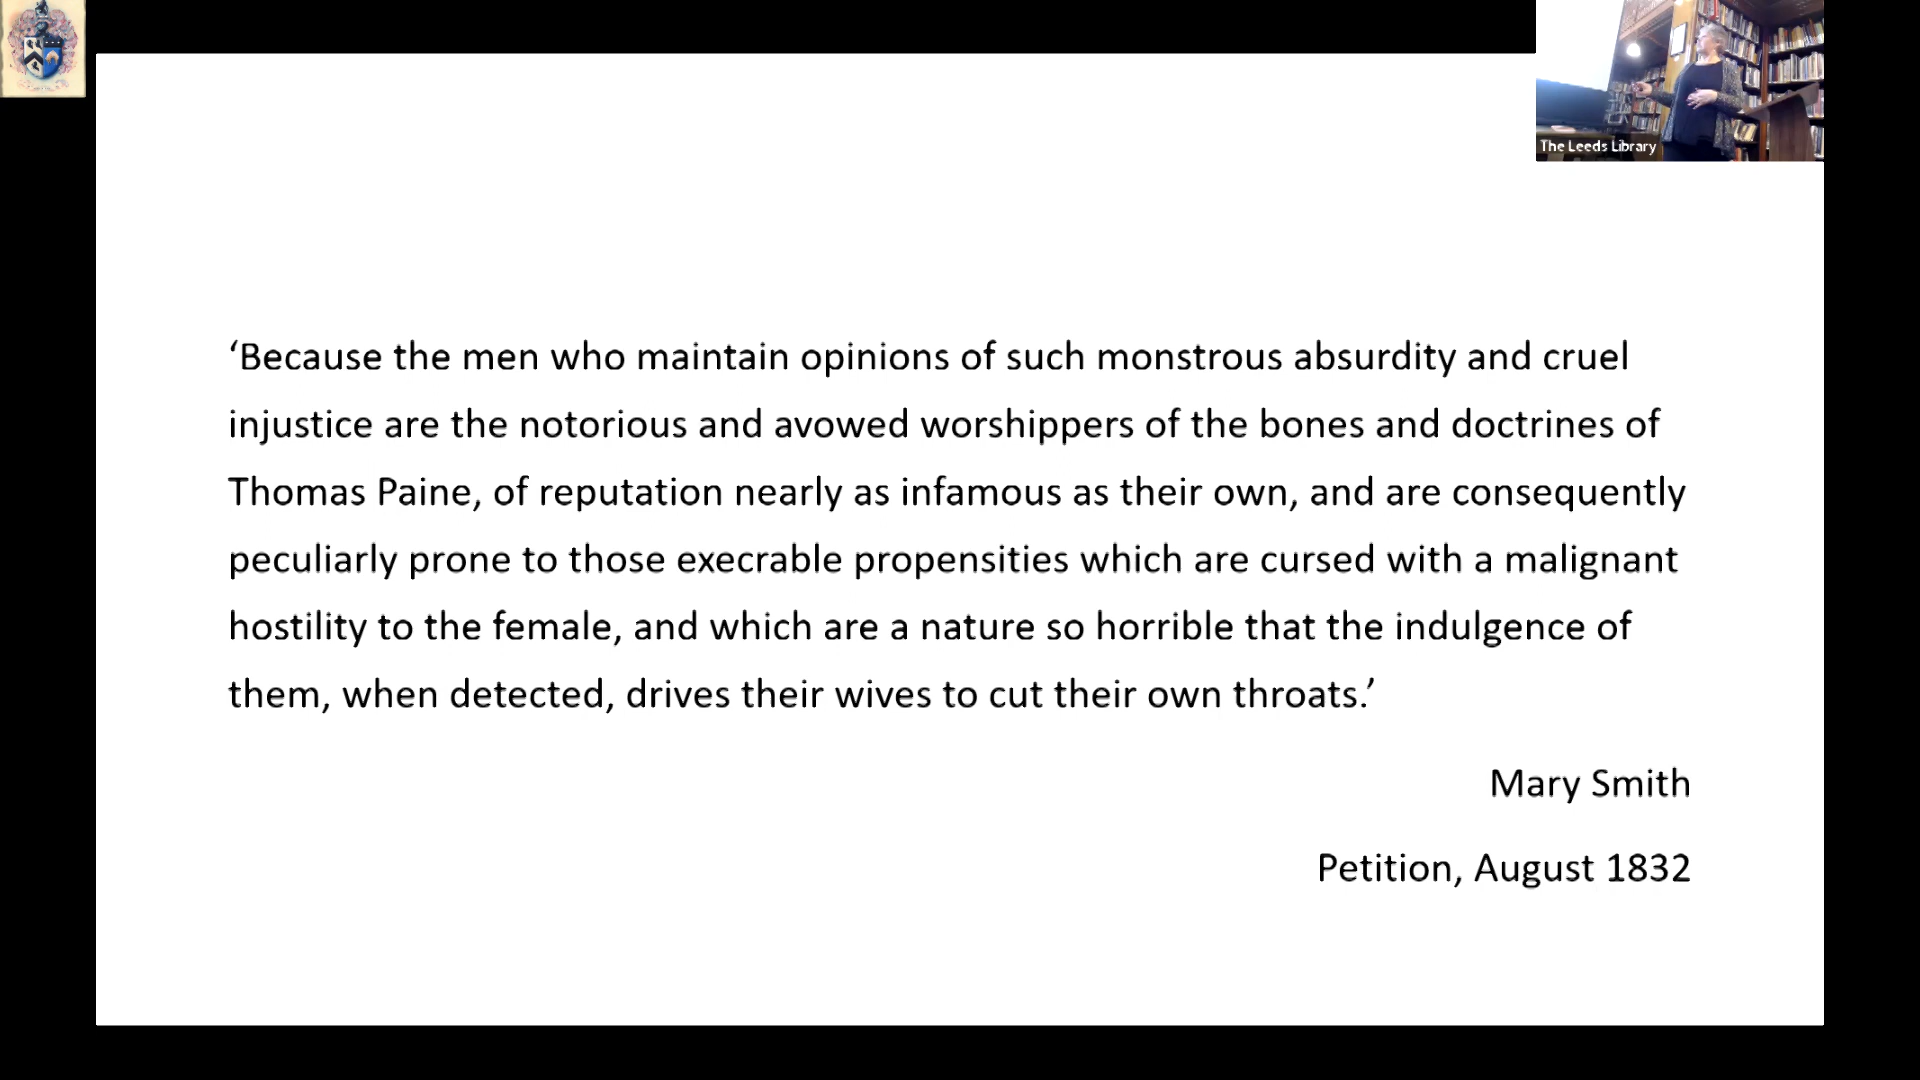 The Leeds Library
‘Because the men who maintain opinions of such monstrous absurdity and cruel
injustice are the notorious and avowed worshippers of the bones and doctrines of
Thomas Paine, of reputation nearly as infamous as their own, and are consequently
peculiarly prone to those execrable propensities which are cursed with a malignant
hostility to the female, and which are a nature so horrible that the indulgence of
them, when detected, drives their wives to cut their own throats.’
Mary Smith
Petition, August 1832